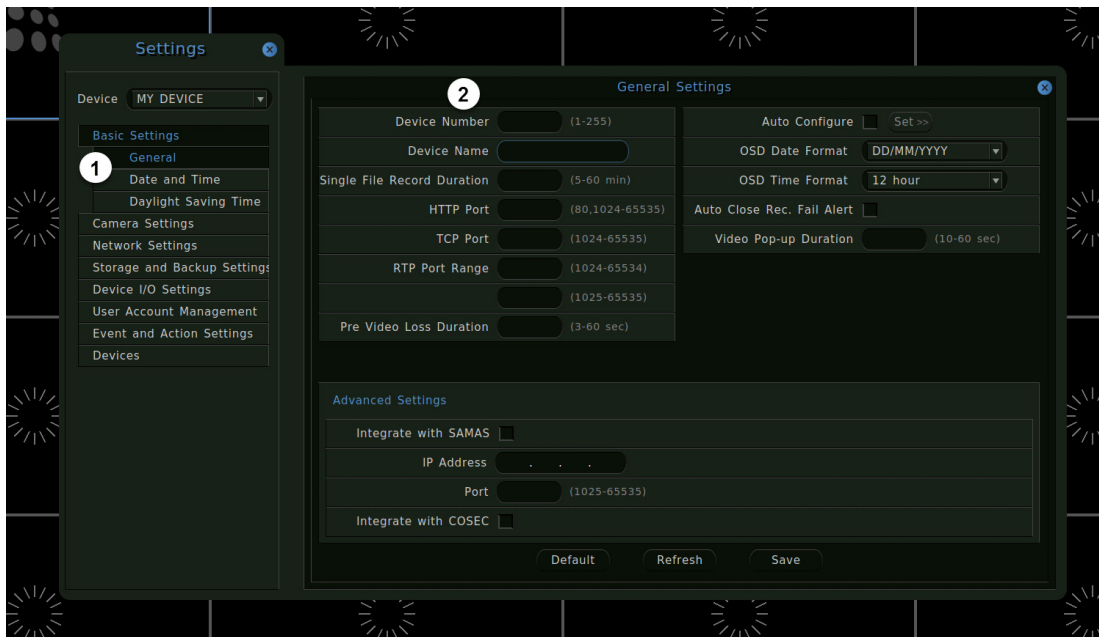 Settings
Device MY DEVICE
Basic Settings
General
Date and Time
Daylight Saving Time
Camera Settings
Network Settings
Storage and Backup Settings
Device I/O Settings
User Account Management
Event and Action Settings
Devices
1
2
General Settings
Device Number (1-255)
Device Name
Single File Record Duration (5-60 min)
HTTP Port (80,1024-65535)
TCP Port (1024-65535)
RTP Port Range (1024-65534)
(1025-65535)
Pre Video Loss Duration (3-60 sec)
Auto Configure Set >>
OSD Date Format DD/MM/YYYY
OSD Time Format 12 hour
Auto Close Rec. Fail Alert
Video Pop-up Duration (10-60 sec)
Advanced Settings
Integrate with SAMAS
IP Address . . .
Port (1025-65535)
Integrate with COSEC
Default Refresh Save